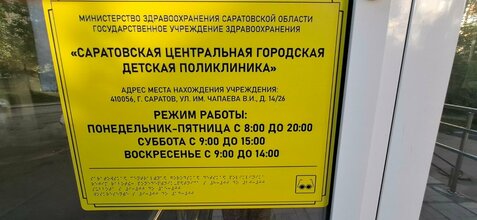 МИНИСТЕРСТВО ЗДРАВООХРАНЕНИЯ САРАТОВСКОЙ ОБЛАСТИ
ГОСУДАРСТВЕННОЕ УЧРЕЖДЕНИЕ ЗДРАВООХРАНЕНИЯ
«САРАТОВСКАЯ ЦЕНТРАЛЬНАЯ ГОРОДСКАЯ
ДЕТСКАЯ ПОЛИКЛИНИКА»
АДРЕС МЕСТА НАХОЖДЕНИЯ УЧРЕЖДЕНИЯ:
410056, Г. САРАТОВ, УЛ. ИМ. ЧАПАЕВА В.И., Д. 14/26
РЕЖИМ РАБОТЫ:
ПОНЕДЕЛЬНИК-ПЯТНИЦА С 8:00 ДО 20:00
СУББОТА С 9:00 ДО 15:00
ВОСКРЕСЕНЬЕ С 9:00 ДО 14:00